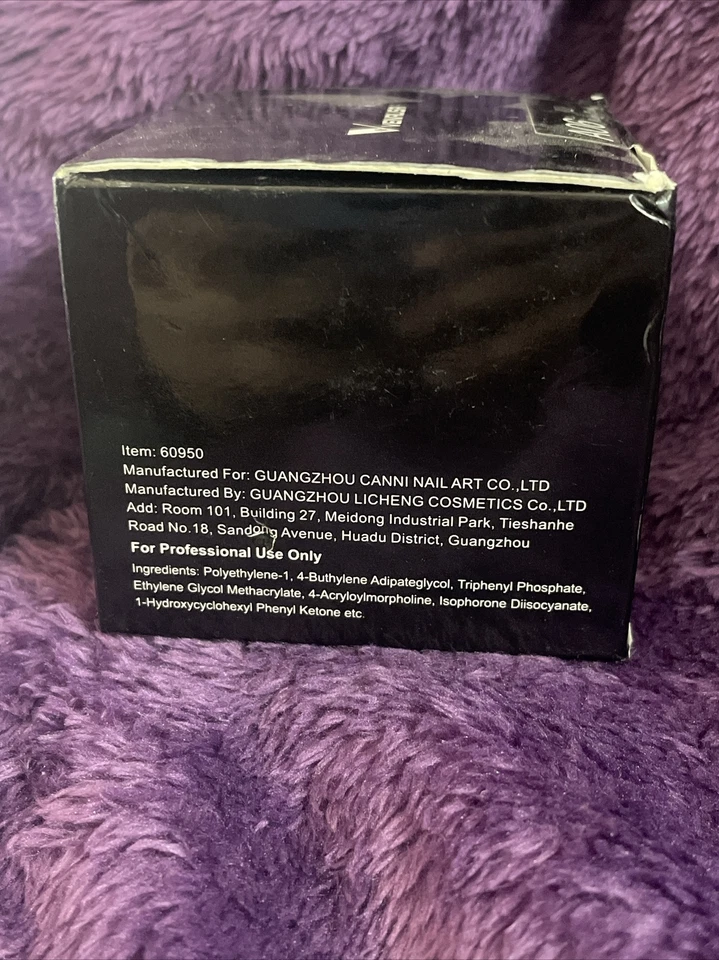 Item: 60950
Manufactured For: GUANGZHOU CANNI NAIL ART CO.,LTD
Manufactured By: GUANGZHOU LICHENG COSMETICS Co.,LTD
Add: Room 101, Building 27, Meidong Industrial Park, Tieshanhe
Road No.18, Sandong Avenue, Huadu District, Guangzhou
For Professional Use Only
Ingredients: Polyethylene-1, 4-Buthylene Adipateglycol, Triphenyl Phosphate,
Ethylene Glycol Methacrylate, 4-Acryloylmorpholine, Isophorone Diisocyanate,
1-Hydroxycyclohexyl Phenyl Ketone etc.